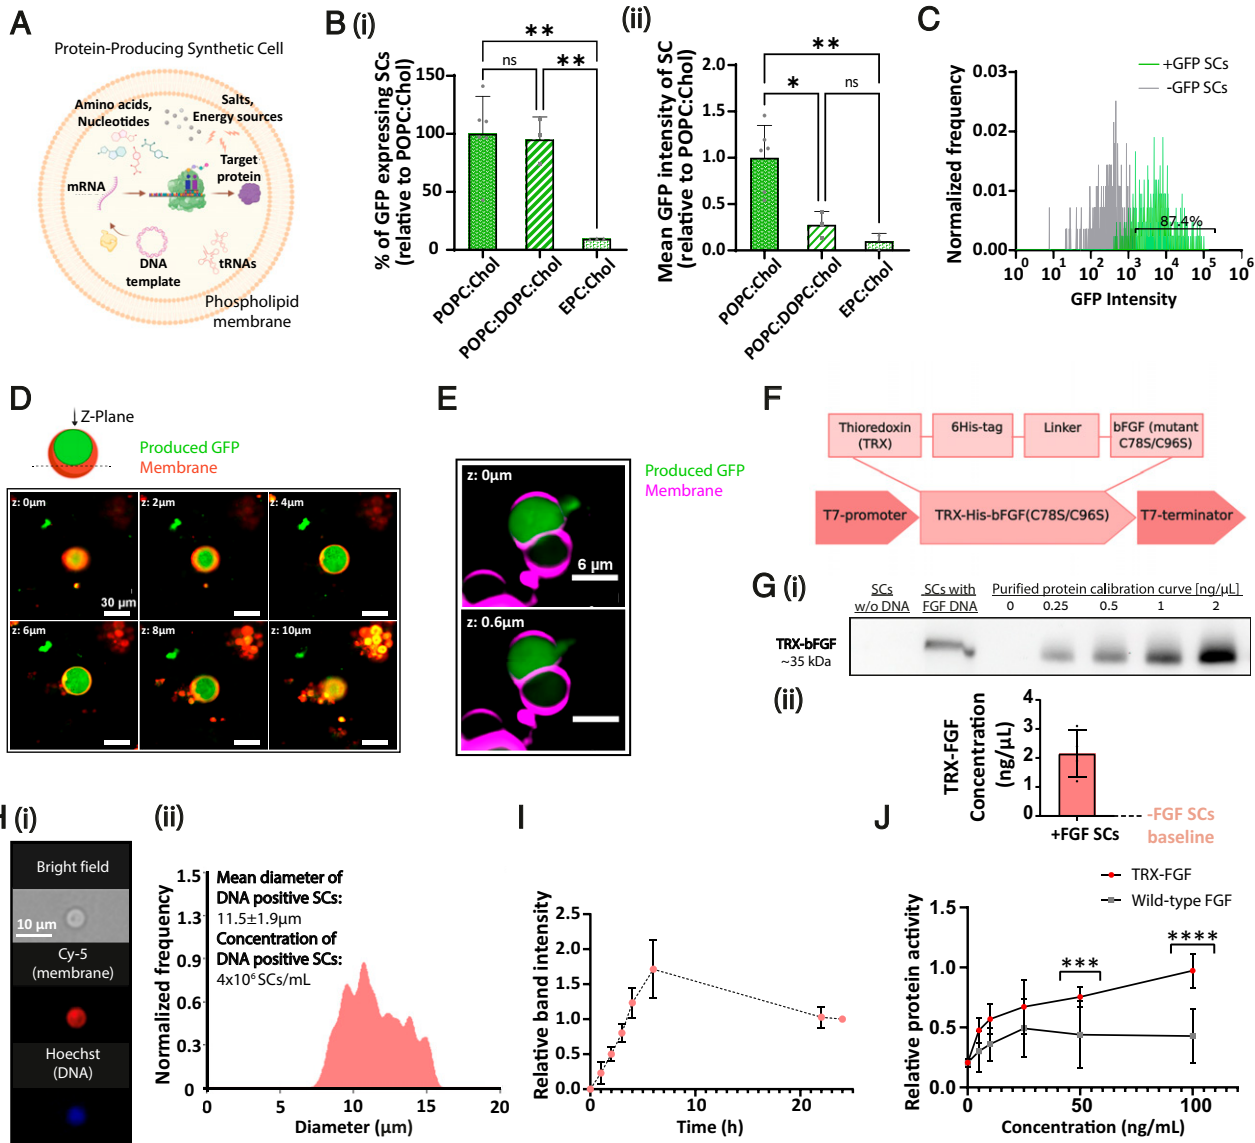 A
Protein-Producing Synthetic Cell
Amino acids,
Nucleotides
Salts,
Energy sources
Target
protein
mRNA
DNA
template
tRNAs
Phospholipid
membrane
B (i)
% of GFP expressing SCs
(relative to POPC:Chol)
150
100
50
0
**
ns
**
POPC:Chol
POPC:DOPC:Chol
EPC:Chol
(ii)
Mean GFP intensity of SC
(relative to POPC:Chol)
2.0
1.5
1.0
0.5
0.0
**
*
ns
POPC:Chol
POPC:DOPC:Chol
EPC:Chol
C
+GFP SCs
-GFP SCs
Normalized frequency
0.03
0.02
0.01
0.00
87.4%
10⁰ 10¹ 10² 10³ 10⁴ 10⁵ 10⁶
GFP Intensity
D
Z-Plane
Produced GFP
Membrane
z: 0µm
30 µm
z: 2µm
z: 4µm
z: 6µm
z: 8µm
z: 10µm
E
Produced GFP
Membrane
z: 0µm
6 µm
z: 0.6µm
F
Thioredoxin
(TRX)
6His-tag
Linker
bFGF (mutant
C78S/C96S)
T7-promoter
TRX-His-bFGF(C78S/C96S)
T7-terminator
G (i)
SCs
w/o DNA
SCs with
FGF DNA
Purified protein calibration curve [ng/µL]
0 0.25 0.5 1 2
TRX-bFGF
~35 kDa
(ii)
TRX-FGF
Concentration
(ng/µL)
4
3
2
1
0
+FGF SCs
-FGF SCs
baseline
H (i)
Bright field
10 µm
Cy-5
(membrane)
Hoechst
(DNA)
(ii)
Normalized frequency
1.5
1.3
0.9
0.6
0.3
0
Mean diameter of
DNA positive SCs:
11.5±1.9µm
Concentration of
DNA positive SCs:
4x10⁶ SCs/mL
0 5 10 15 20
Diameter (µm)
I
Relative band intensity
2.5
2.0
1.5
1.0
0.5
0.0
0 10 20
Time (h)
J
TRX-FGF
Wild-type FGF
Relative protein activity
1.5
1.0
0.5
0.0
***
****
0 50 100
Concentration (ng/mL)